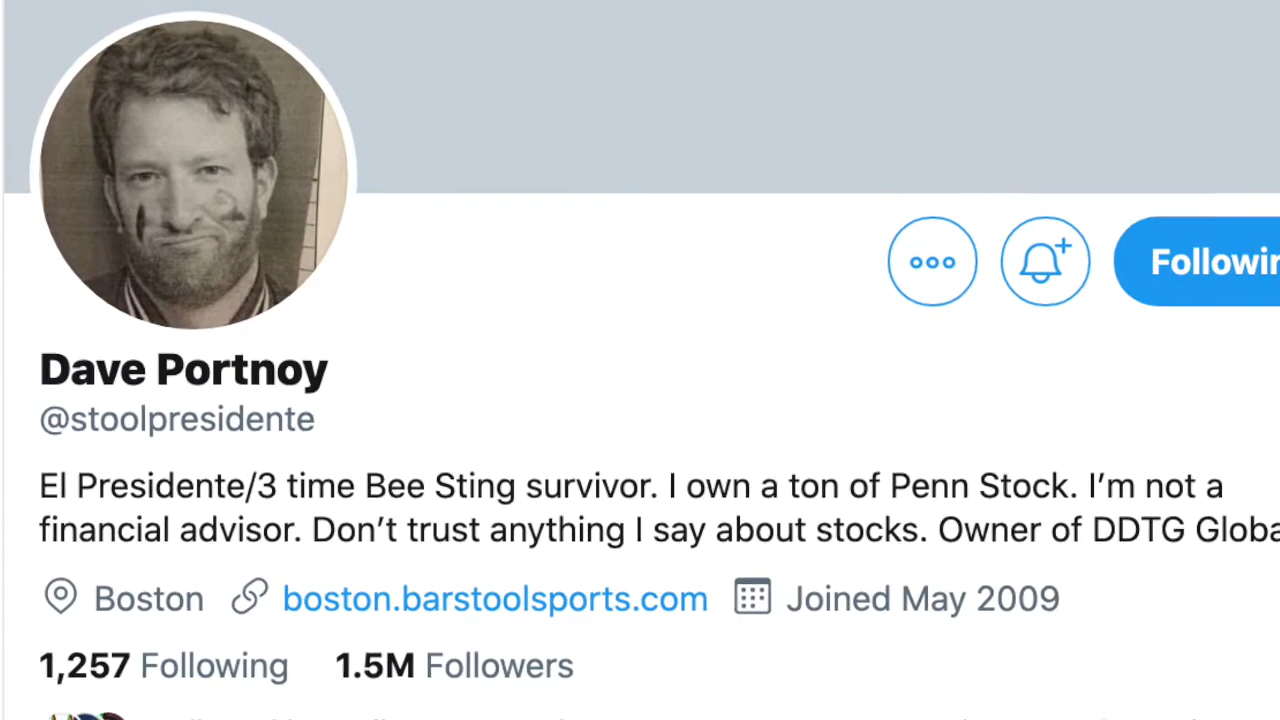 Dave Portnoy
@stoolpresidente
El Presidente/3 time Bee Sting survivor. I own a ton of Penn Stock. I’m not a
financial advisor. Don’t trust anything I say about stocks. Owner of DDTG
Boston boston.barstoolsports.com Joined May 2009
1,257 Following 1.5M Followers